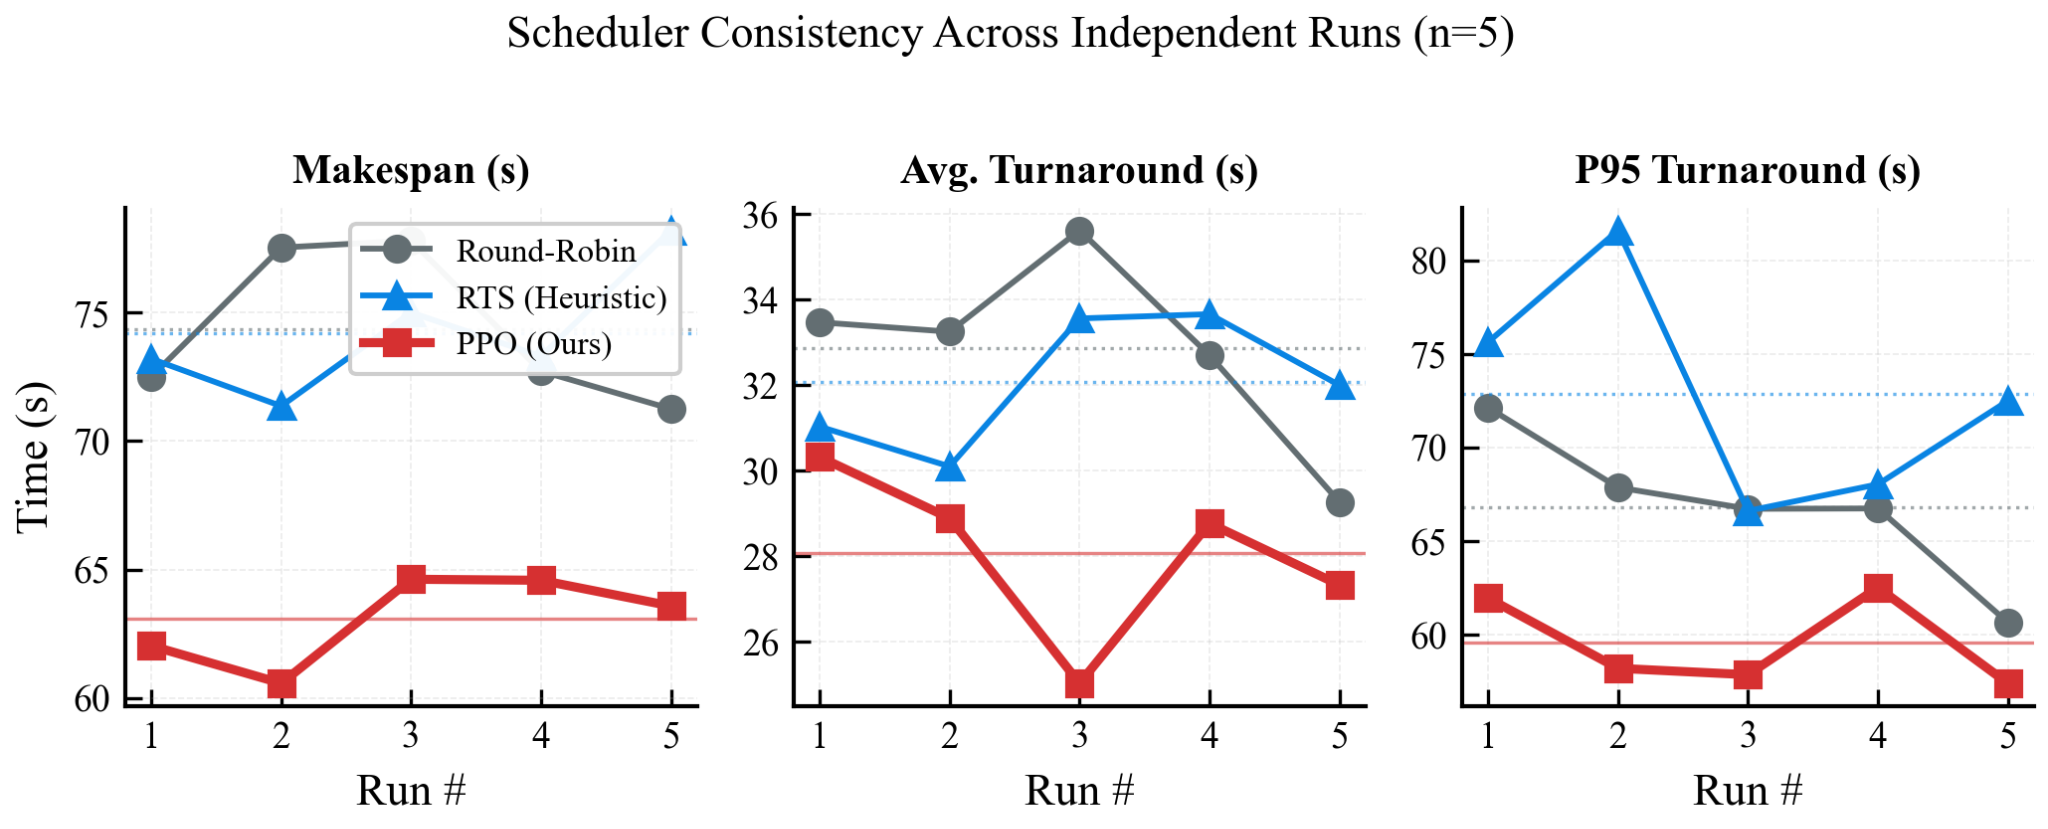 Scheduler Consistency Across Independent Runs (n=5)
Makespan (s)
Avg. Turnaround (s)
P95 Turnaround (s)
Time (s)
75
70
65
60
Round-Robin
RTS (Heuristic)
PPO (Ours)
1 2 3 4 5
Run #
36
34
32
30
28
26
1 2 3 4 5
Run #
80
75
70
65
60
1 2 3 4 5
Run #